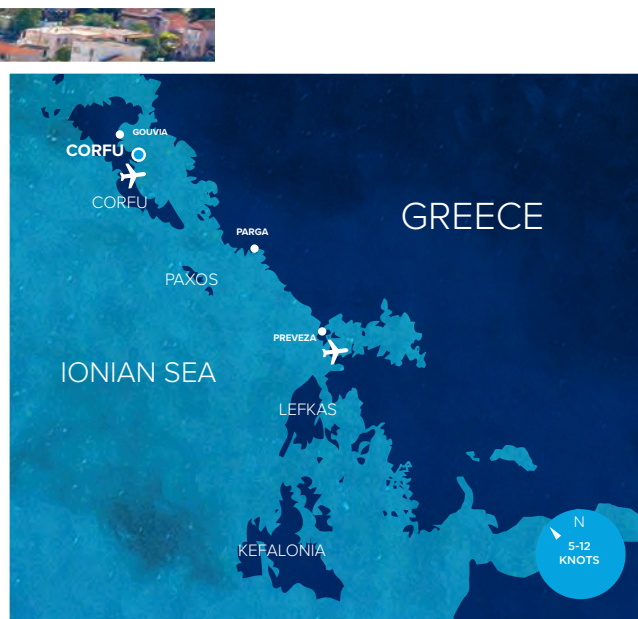 GOUVIA
CORFU
CORFU
GREECE
PARGA
PAXOS
PREVEZA
IONIAN SEA
LEFKAS
N
5-12
KNOTS
KEFALONIA